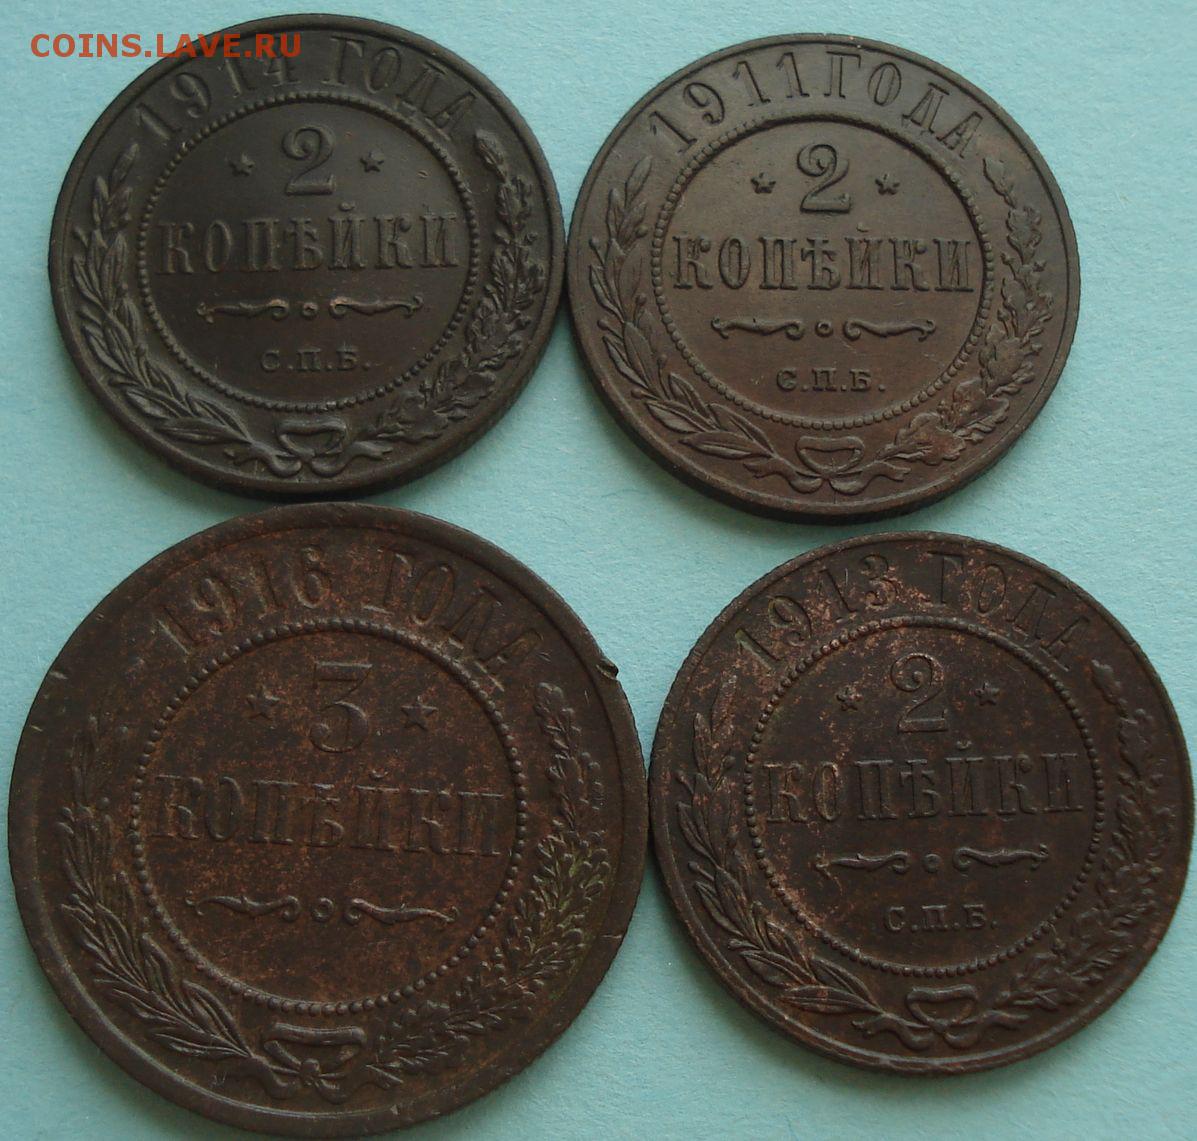 COINS.LAVE.RU
1914 ГОДА
2
КОПѢЙКИ
С.П.Б.
1911 ГОДА
2
КОПѢЙКИ
С.П.Б.
1916 ГОДА
3
КОПѢЙКИ
1913 ГОДА
2
КОПѢЙКИ
С.П.Б.